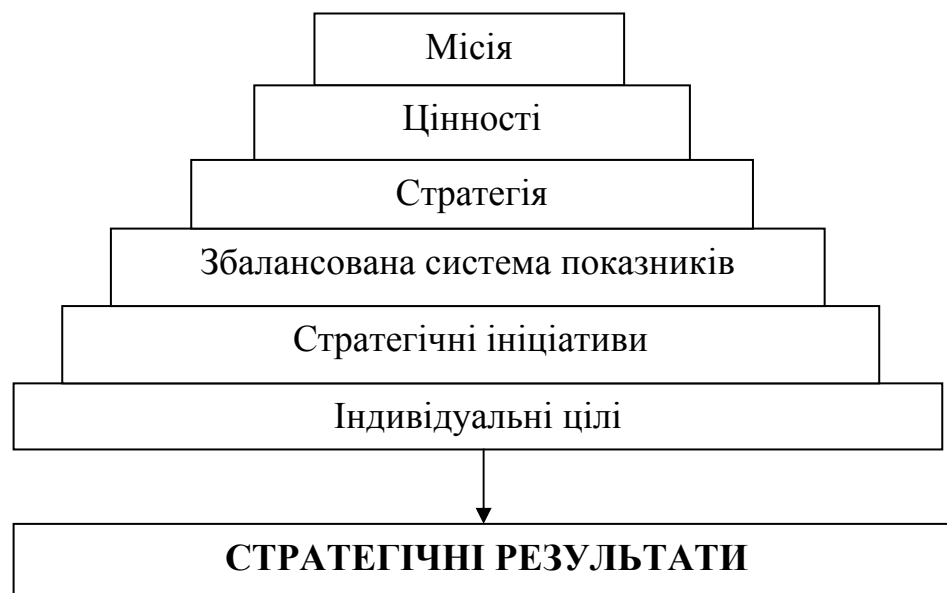 Місія
Цінності
Стратегія
Збалансована система показників
Стратегічні ініціативи
Індивідуальні цілі
СТРАТЕГІЧНІ РЕЗУЛЬТАТИ